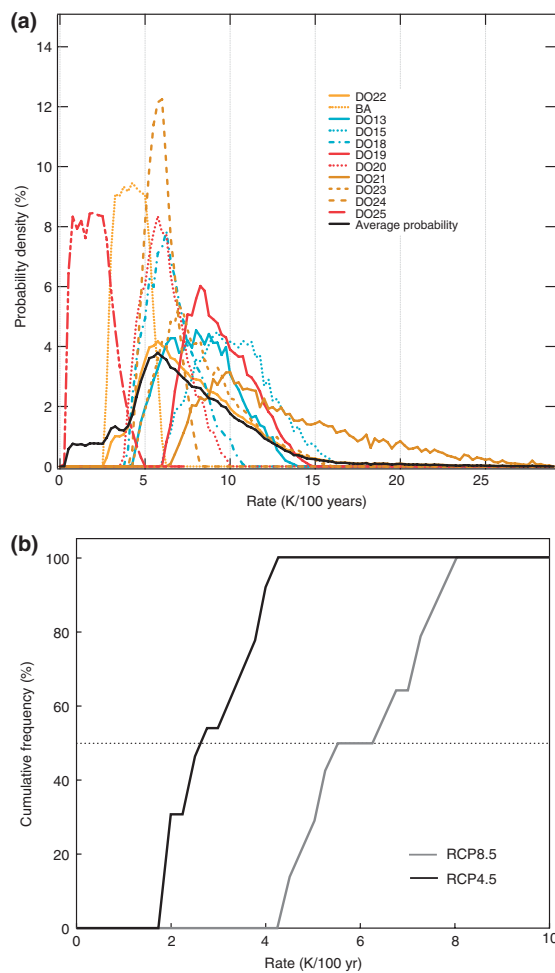 (a)
14
12
10
8
6
4
2
0
Probability density (%)
DO22
BA
DO13
DO15
DO18
DO19
DO20
DO21
DO23
DO24
DO25
Average probability
0 5 10 15 20 25
Rate (K/100 years)
(b)
100
80
60
40
20
0
Cumulative frequency (%)
RCP8.5
RCP4.5
0 2 4 6 8 10
Rate (K/100 yr)